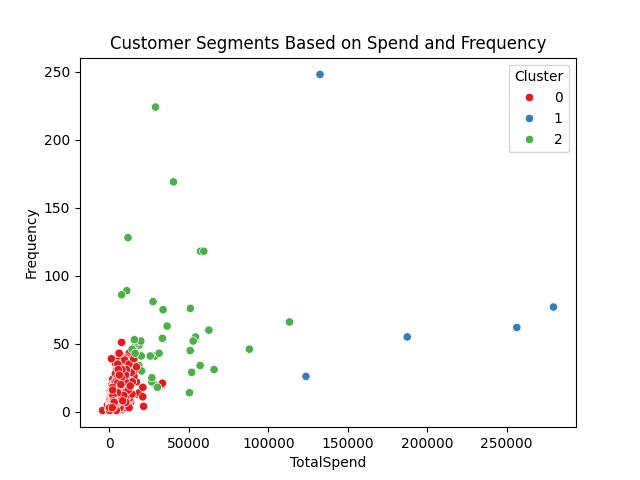 Customer Segments Based on Spend and Frequency
Cluster
0
1
2
250
200
150
100
50
0
Frequency
0 50000 100000 150000 200000 250000
TotalSpend